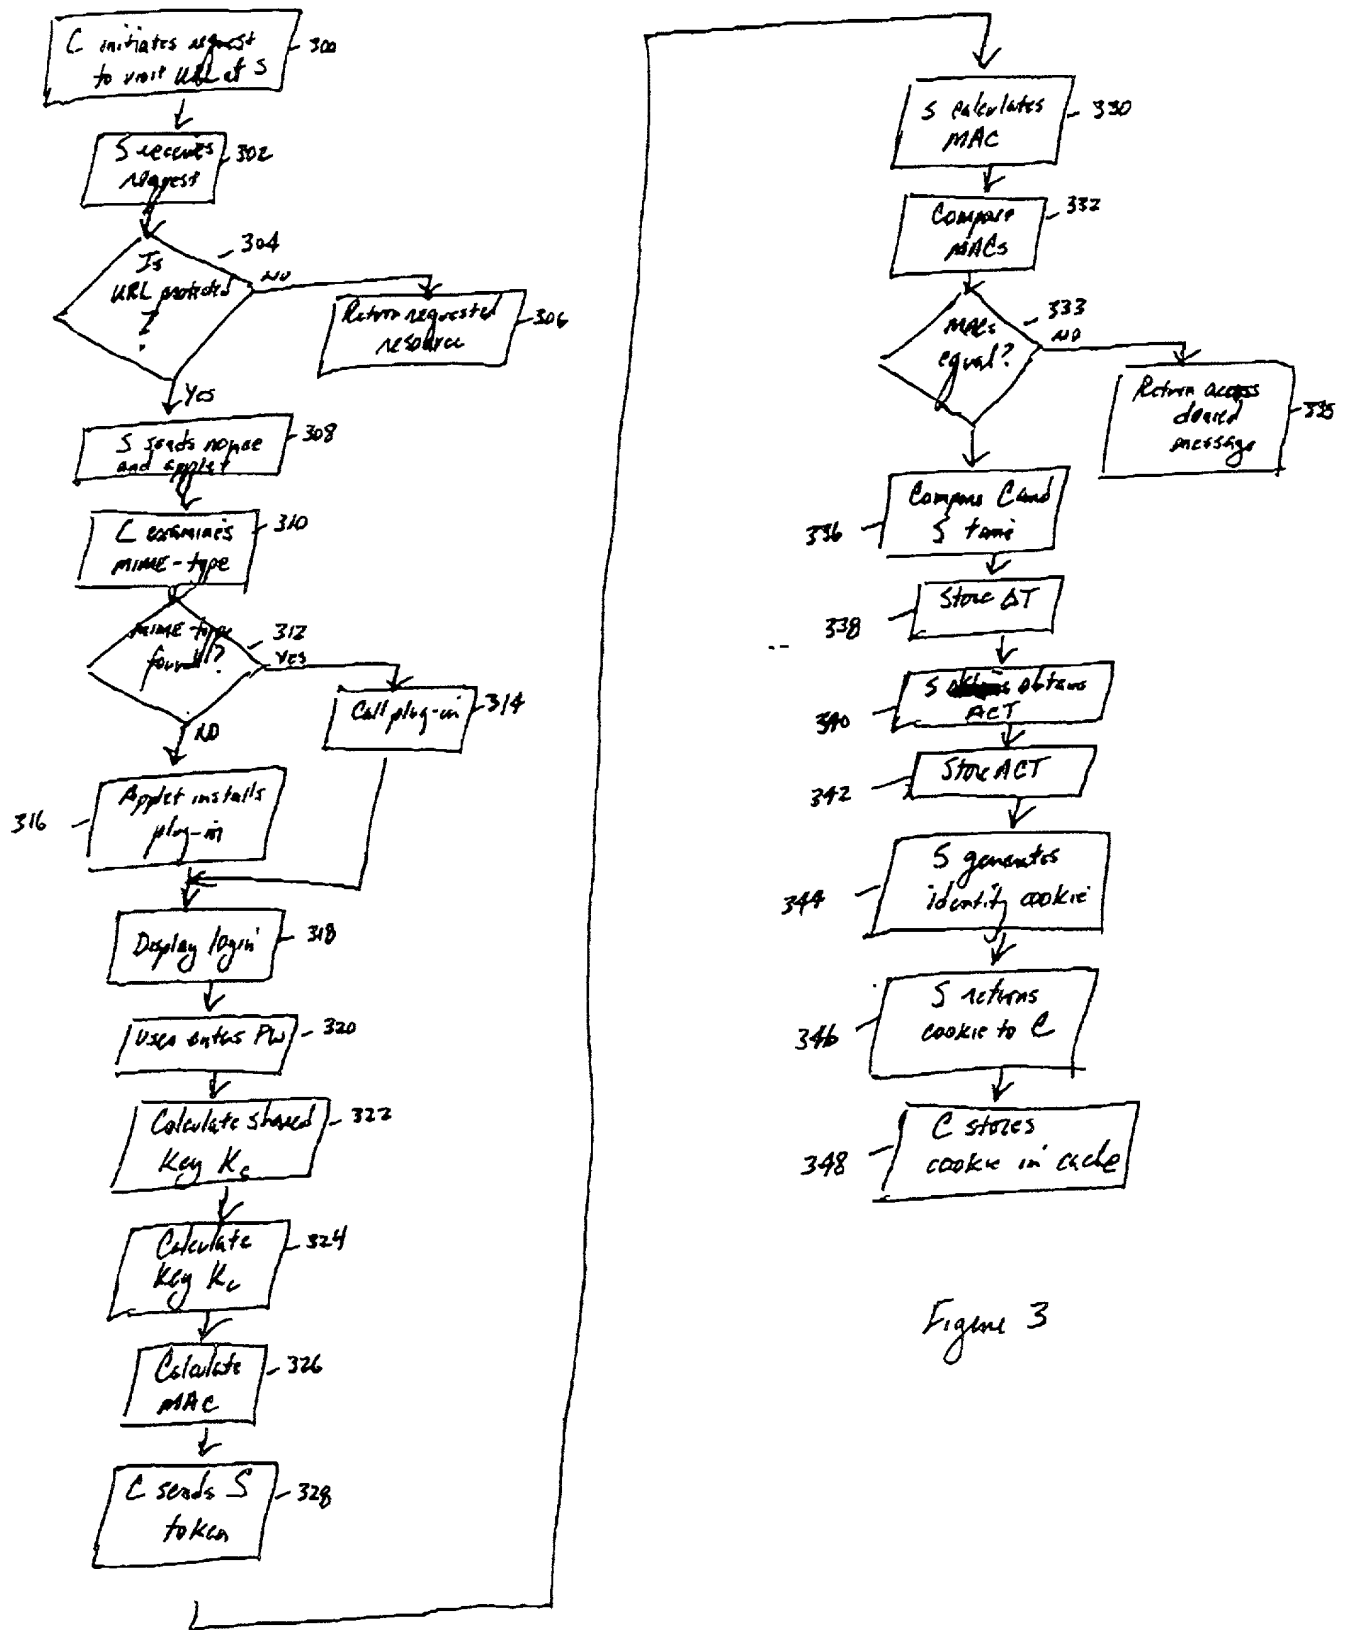 C initiates request
to visit URL at S
300
S receives
request
302
Is
URL protected
?
304
NO
Return requested
resource
306
YES
S sends nonce
and applet
308
C examines
MIME-type
310
MIME type
found?
312
YES
Call plug-in
314
NO
Applet installs
plug-in
316
Display login
318
User enters PW
320
Calculate shared
Key Ks
322
Calculate
Key Kc
324
Calculate
MAC
326
C sends S
token
328
S calculates
MAC
330
Compare
MACs
332
MACs
equal?
333
NO
Return access
denied
message
335
Compare C and
S time
336
Store ΔT
338
S obtains
ACT
340
Store ACT
342
S generates
identity cookie
344
S returns
cookie to C
346
C stores
cookie in cache
348
Figure 3